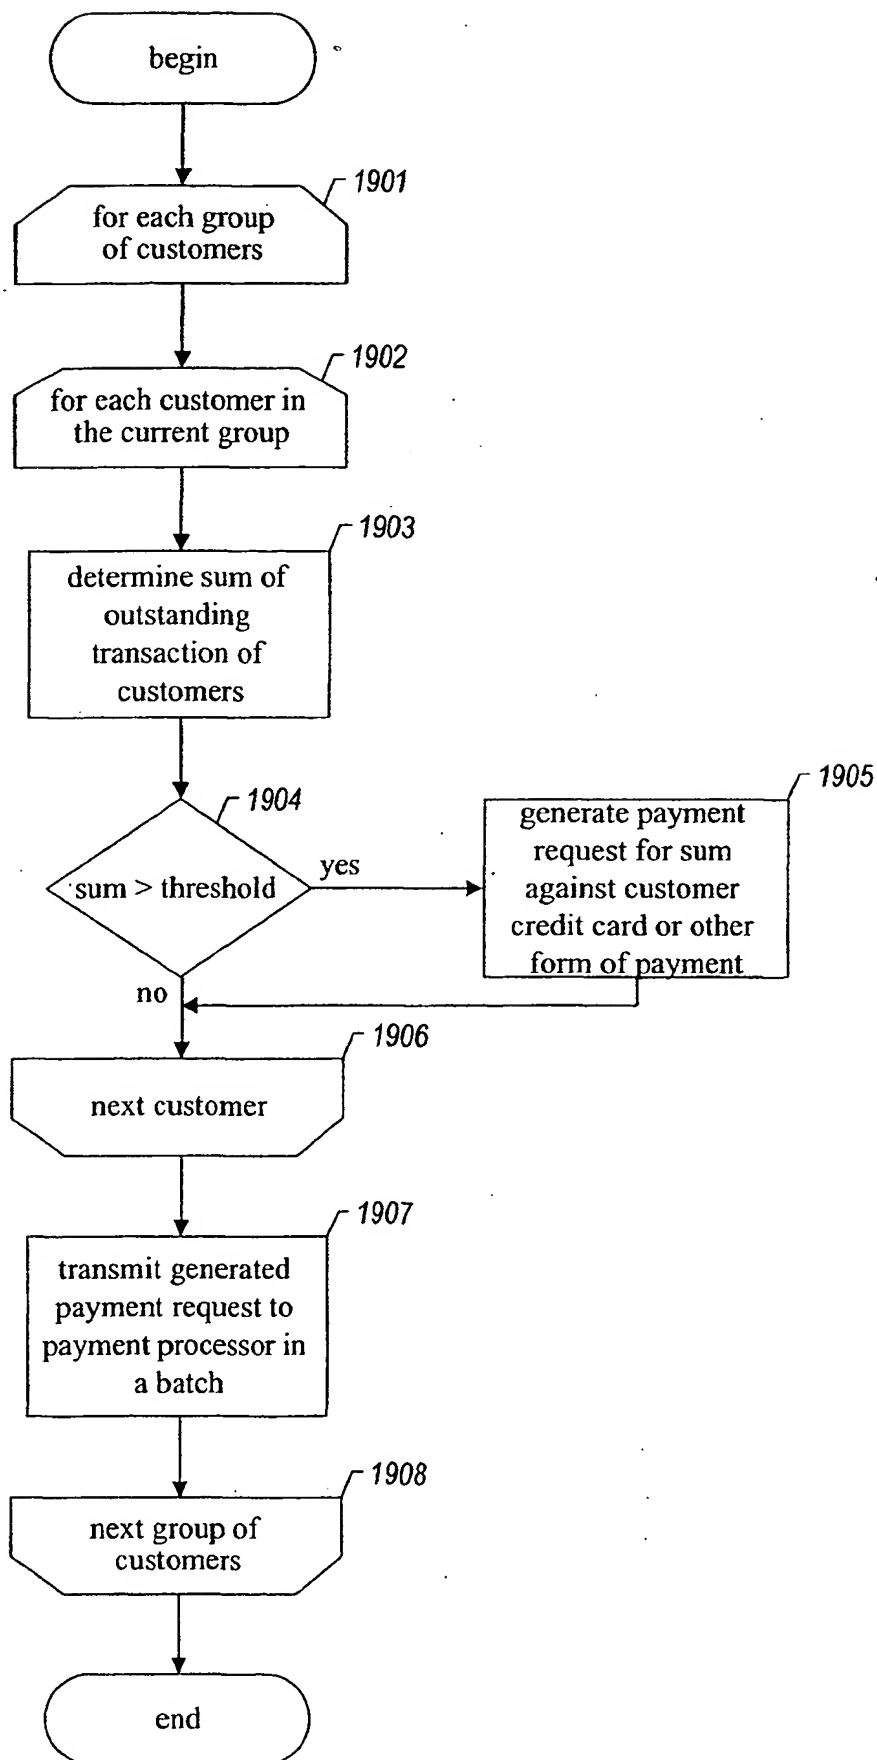 begin
1901
for each group
of customers
1902
for each customer in
the current group
1903
determine sum of
outstanding
transaction of
customers
1904
sum > threshold
yes
1905
generate payment
request for sum
against customer
credit card or other
form of payment
no
1906
next customer
1907
transmit generated
payment request to
payment processor in
a batch
1908
next group of
customers
end